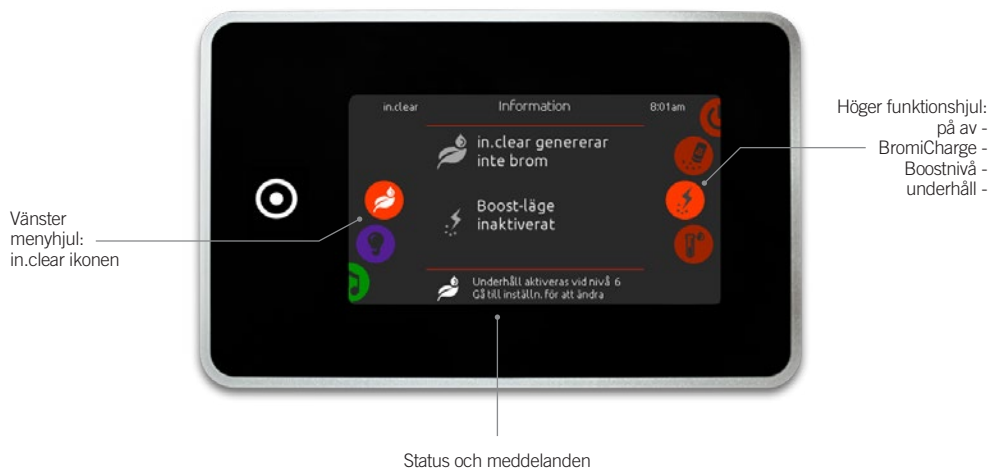 in.clear
Information
8:01am
in.clear genererar
inte brom
Boost-läge
inaktiverat
Underhåll aktiveras vid nivå 6
Gå till inställn. för att ändra
Vänster
menyhjul:
in.clear ikonen
Höger funktionshjul:
på av -
BromiCharge -
Boostnivå -
underhåll -
Status och meddelanden